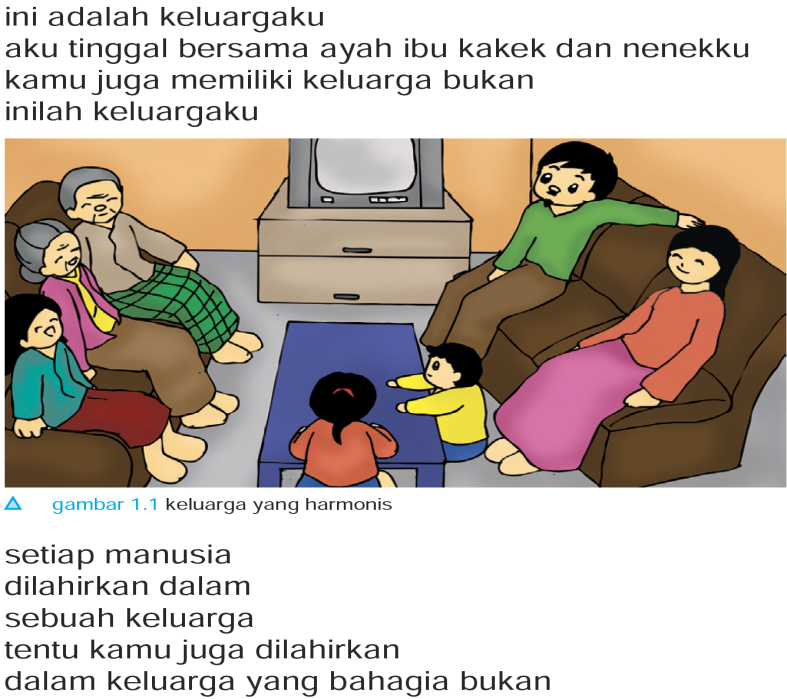 ini adalah keluargaku
aku tinggal bersama ayah ibu kakek dan nenekku
kamu juga memiliki keluarga bukan
inilah keluargaku
gambar 1.1 keluarga yang harmonis
setiap manusia
dilahirkan dalam
sebuah keluarga
tentu kamu juga dilahirkan
dalam keluarga yang bahagia bukan